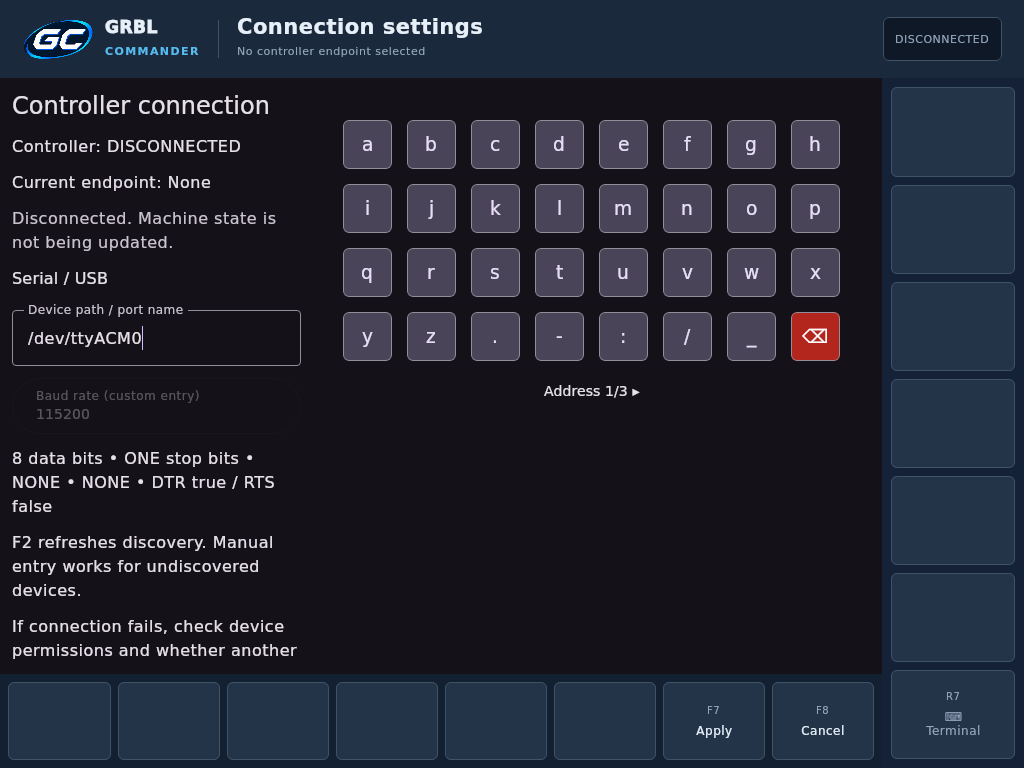 GC
GRBL
COMMANDER
Connection settings
No controller endpoint selected
DISCONNECTED
Controller connection
Controller: DISCONNECTED
Current endpoint: None
Disconnected. Machine state is
not being updated.
Serial / USB
Device path / port name
/dev/ttyACM0
Baud rate (custom entry)
115200
8 data bits • ONE stop bits •
NONE • NONE • DTR true / RTS
false
F2 refreshes discovery. Manual
entry works for undiscovered
devices.
If connection fails, check device
permissions and whether another
a b c d e f g h
i j k l m n o p
q r s t u v w x
y z . - : / _ ⌫
Address 1/3 ▸
F7
Apply
F8
Cancel
R7
⌨
Terminal